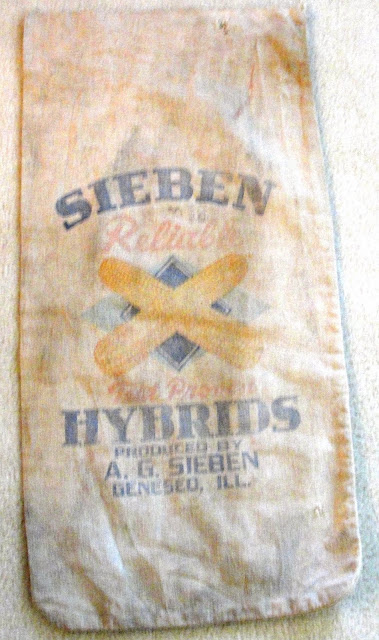 SIEBEN
Reliable
HYBRIDS
PRODUCED BY
A. G. SIEBEN
GENESEO, ILL.